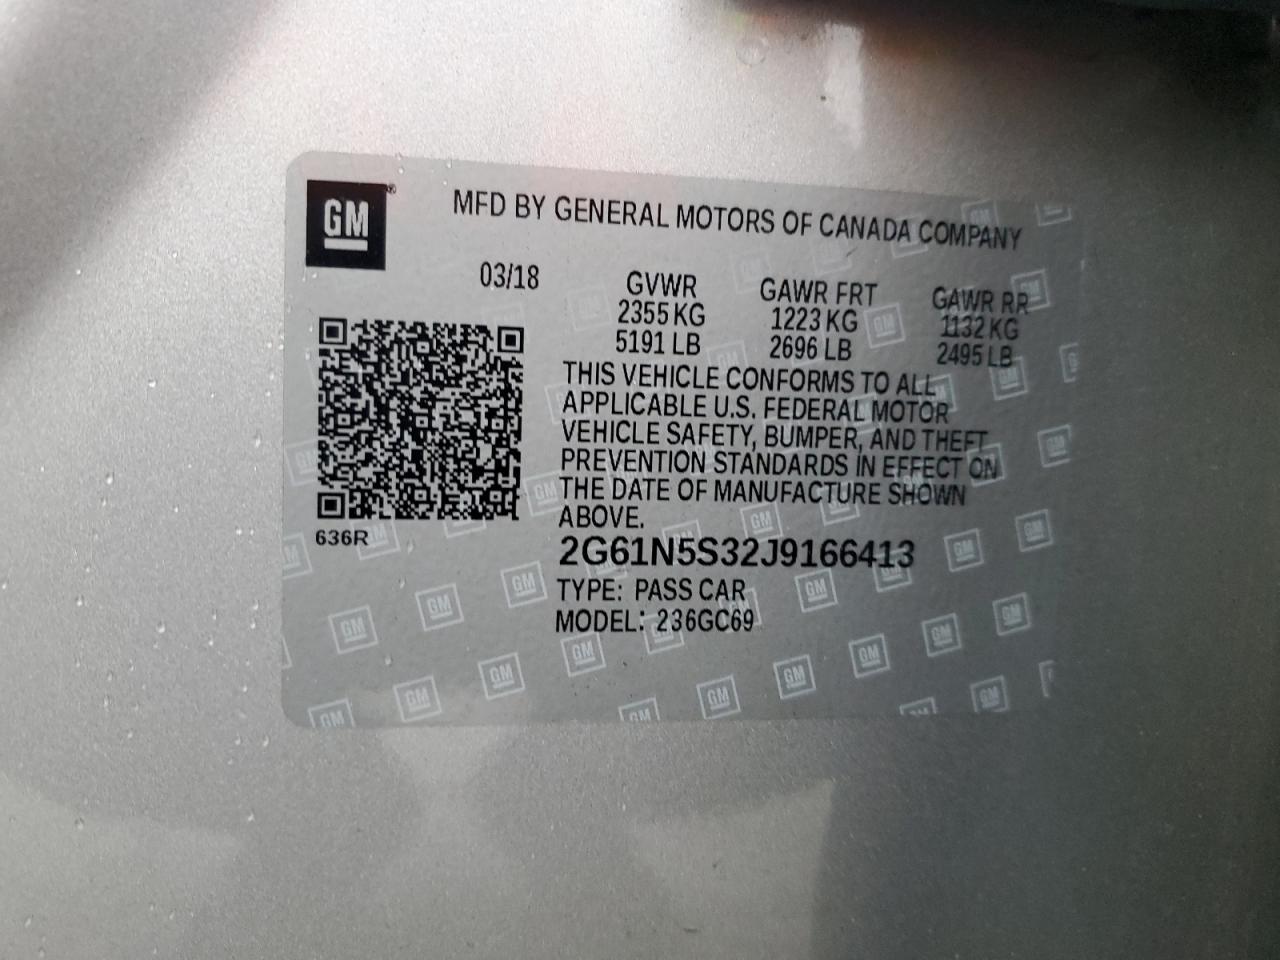 GM
MFD BY GENERAL MOTORS OF CANADA COMPANY
03/18
GVWR
2355 KG
5191 LB
GAWR FRT
1223 KG
2696 LB
GAWR RR
1132 KG
2495 LB
THIS VEHICLE CONFORMS TO ALL
APPLICABLE U.S. FEDERAL MOTOR
VEHICLE SAFETY, BUMPER, AND THEFT
PREVENTION STANDARDS IN EFFECT ON
THE DATE OF MANUFACTURE SHOWN
ABOVE.
636R
2G61N5S32J9166413
TYPE: PASS CAR
MODEL: 236GC69